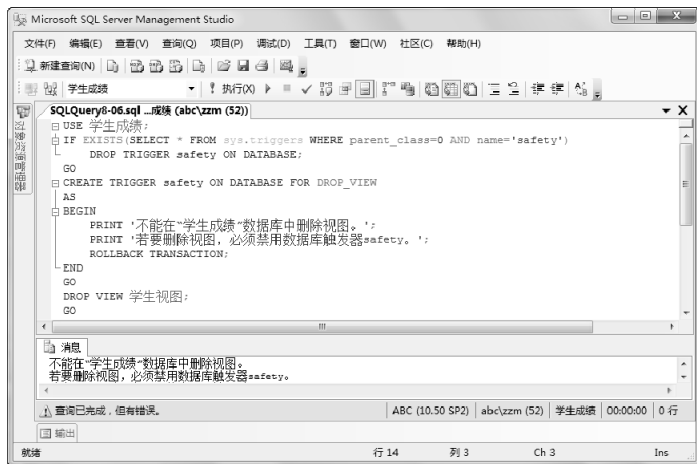 Microsoft SQL Server Management Studio
文件(F) 编辑(E) 查看(V) 查询(Q) 项目(P) 调试(D) 工具(T) 窗口(W) 社区(C) 帮助(H)
新建查询(N)
学生成绩 执行(X)
对象资源管理器
SQLQuery8-06.sql ...成绩 (abc\zzm (52))
USE 学生成绩;
IF EXISTS(SELECT * FROM sys.triggers WHERE parent_class=0 AND name='safety')
DROP TRIGGER safety ON DATABASE;
GO
CREATE TRIGGER safety ON DATABASE FOR DROP_VIEW
AS
BEGIN
PRINT '不能在“学生成绩”数据库中删除视图。';
PRINT '若要删除视图，必须禁用数据库触发器safety。';
ROLLBACK TRANSACTION;
END
GO
DROP VIEW 学生视图;
GO
消息
不能在“学生成绩”数据库中删除视图。
若要删除视图，必须禁用数据库触发器safety。
查询已完成，但有错误。 ABC (10.50 SP2) abc\zzm (52) 学生成绩 00:00:00 0 行
输出
就绪 行 14 列 3 Ch 3 Ins